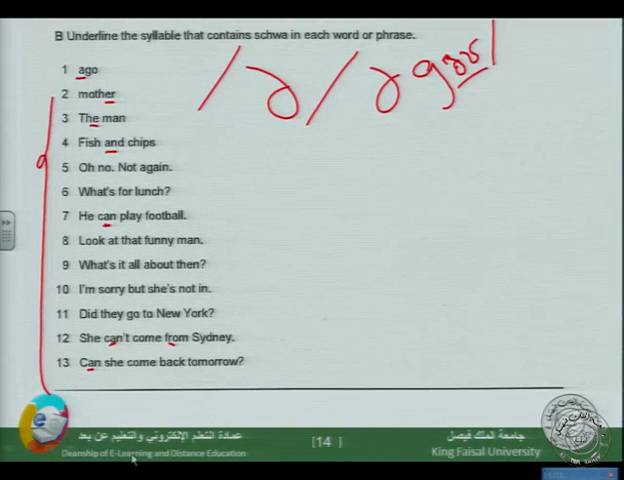 B Underline the syllable that contains schwa in each word or phrase.
1 ago
2 mother
3 The man
4 Fish and chips
5 Oh no. Not again.
6 What's for lunch?
7 He can play football.
8 Look at that funny man.
9 What's it all about then?
10 I'm sorry but she's not in.
11 Did they go to New York?
12 She can't come from Sydney.
13 Can she come back tomorrow?
عمادة التعلم الإلكتروني والتعليم عن بعد
Deanship of E-Learning and Distance Education
[14 ]
جامعة الملك فيصل
King Faisal University